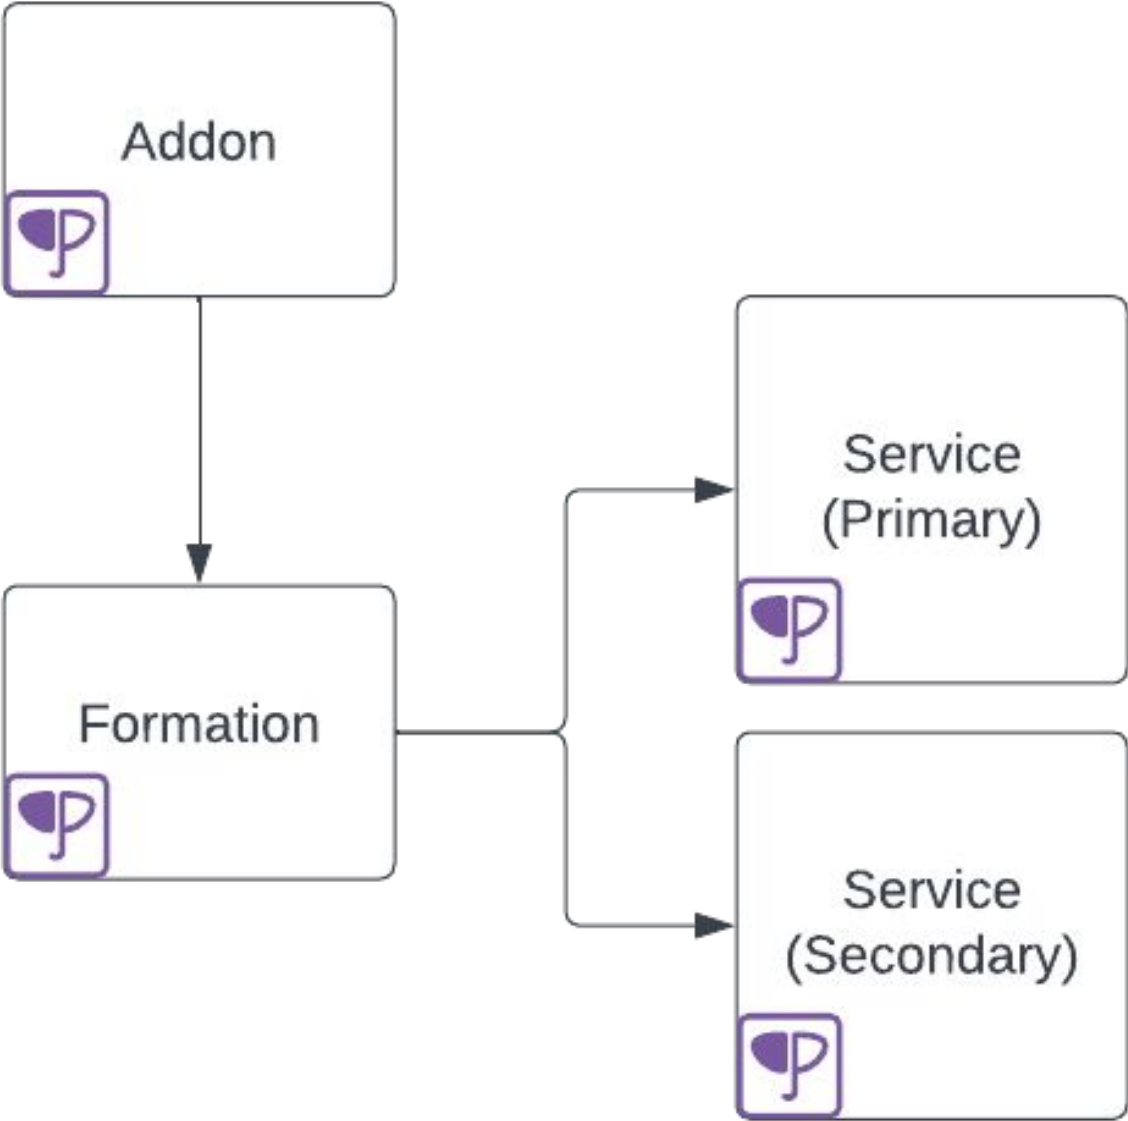 Addon
Formation
Service
(Primary)
Service
(Secondary)